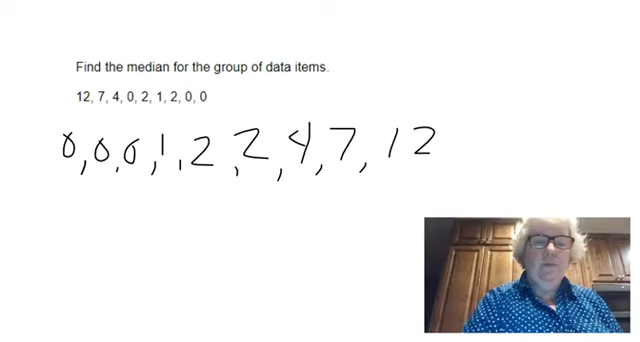 Find the median for the group of data items.
12, 7, 4, 0, 2, 1, 2, 0, 0
0, 0, 0, 1, 2, 2, 4, 7, 12